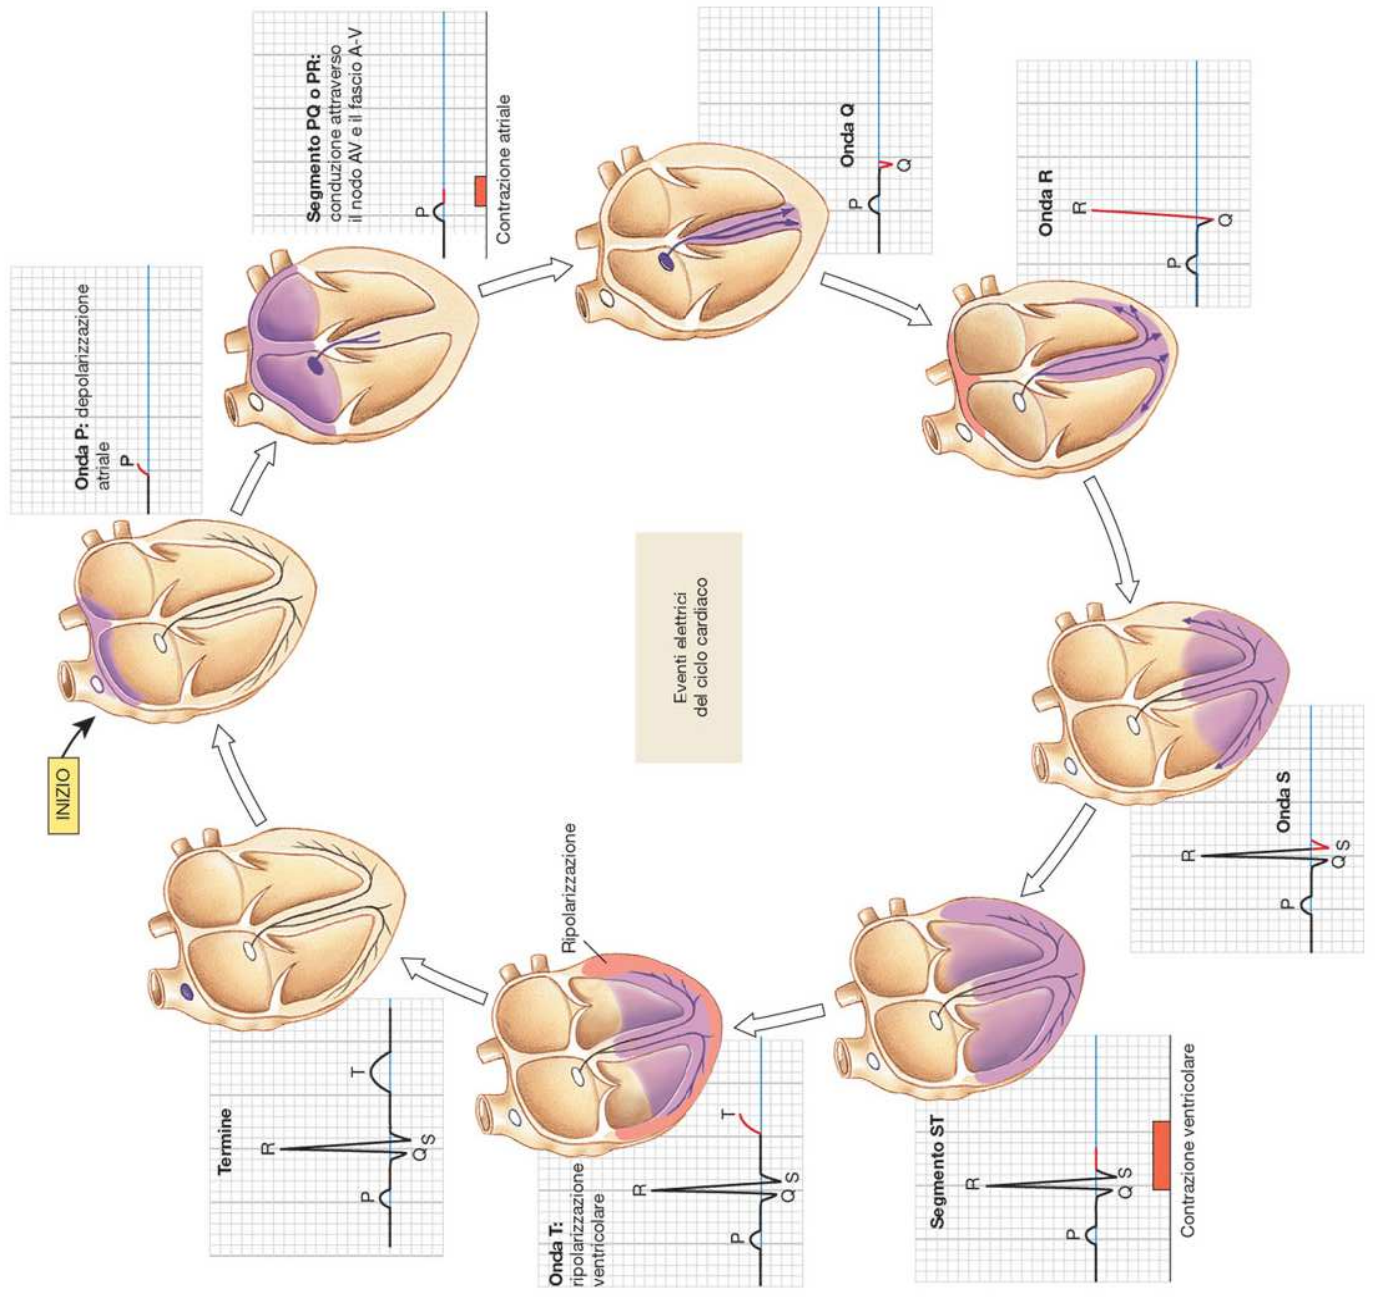 INIZIO
Onda P: depolarizzazione
atriale
P
Segmento PQ o PR:
conduzione attraverso
il nodo AV e il fascio A-V
P
Contrazione atriale
Onda Q
P
Q
Onda R
R
P
Q
Onda S
R
P
Q S
Segmento ST
R
P
Q S
Contrazione ventricolare
Onda T:
ripolarizzazione
ventricolare
R
T
P
Q S
Ripolarizzazione
Termine
R
T
P
Q S
Eventi elettrici
del ciclo cardiaco